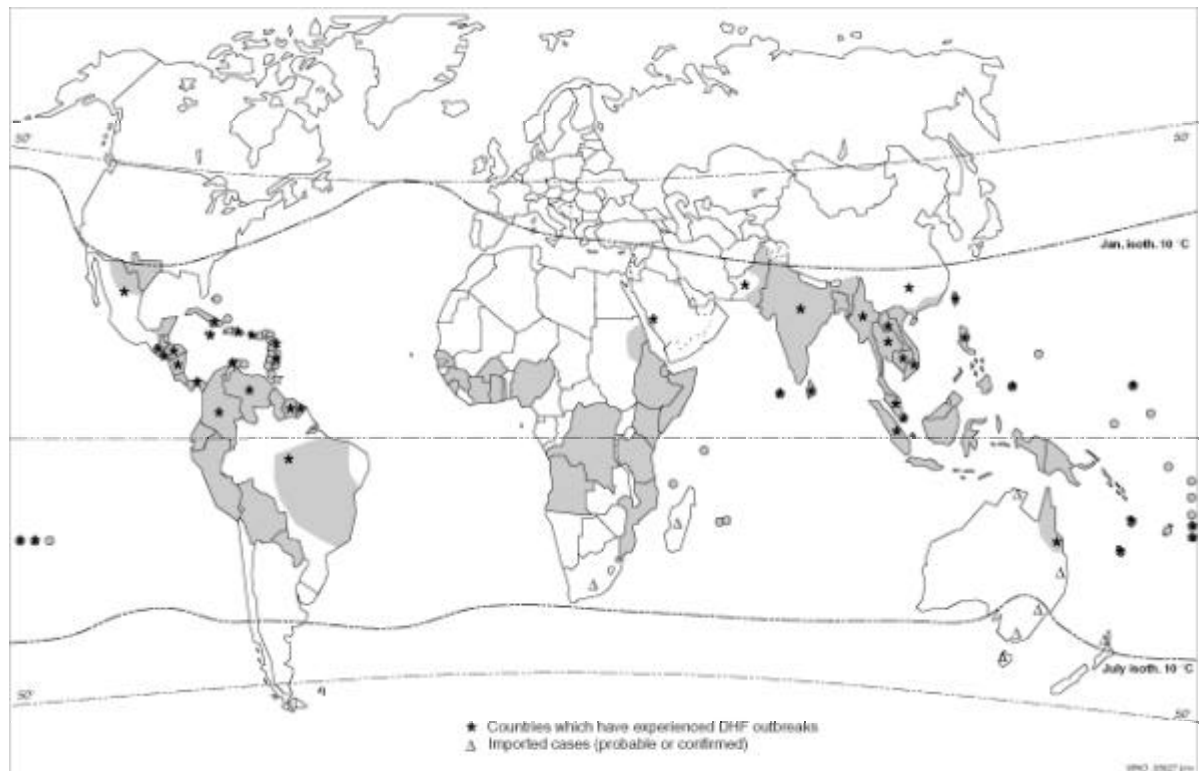 50°
50°
Jan. isoth. 10 °C
July isoth. 10 °C
50°
50°
★ Countries which have experienced DHF outbreaks
Δ Imported cases (probable or confirmed)
WHO